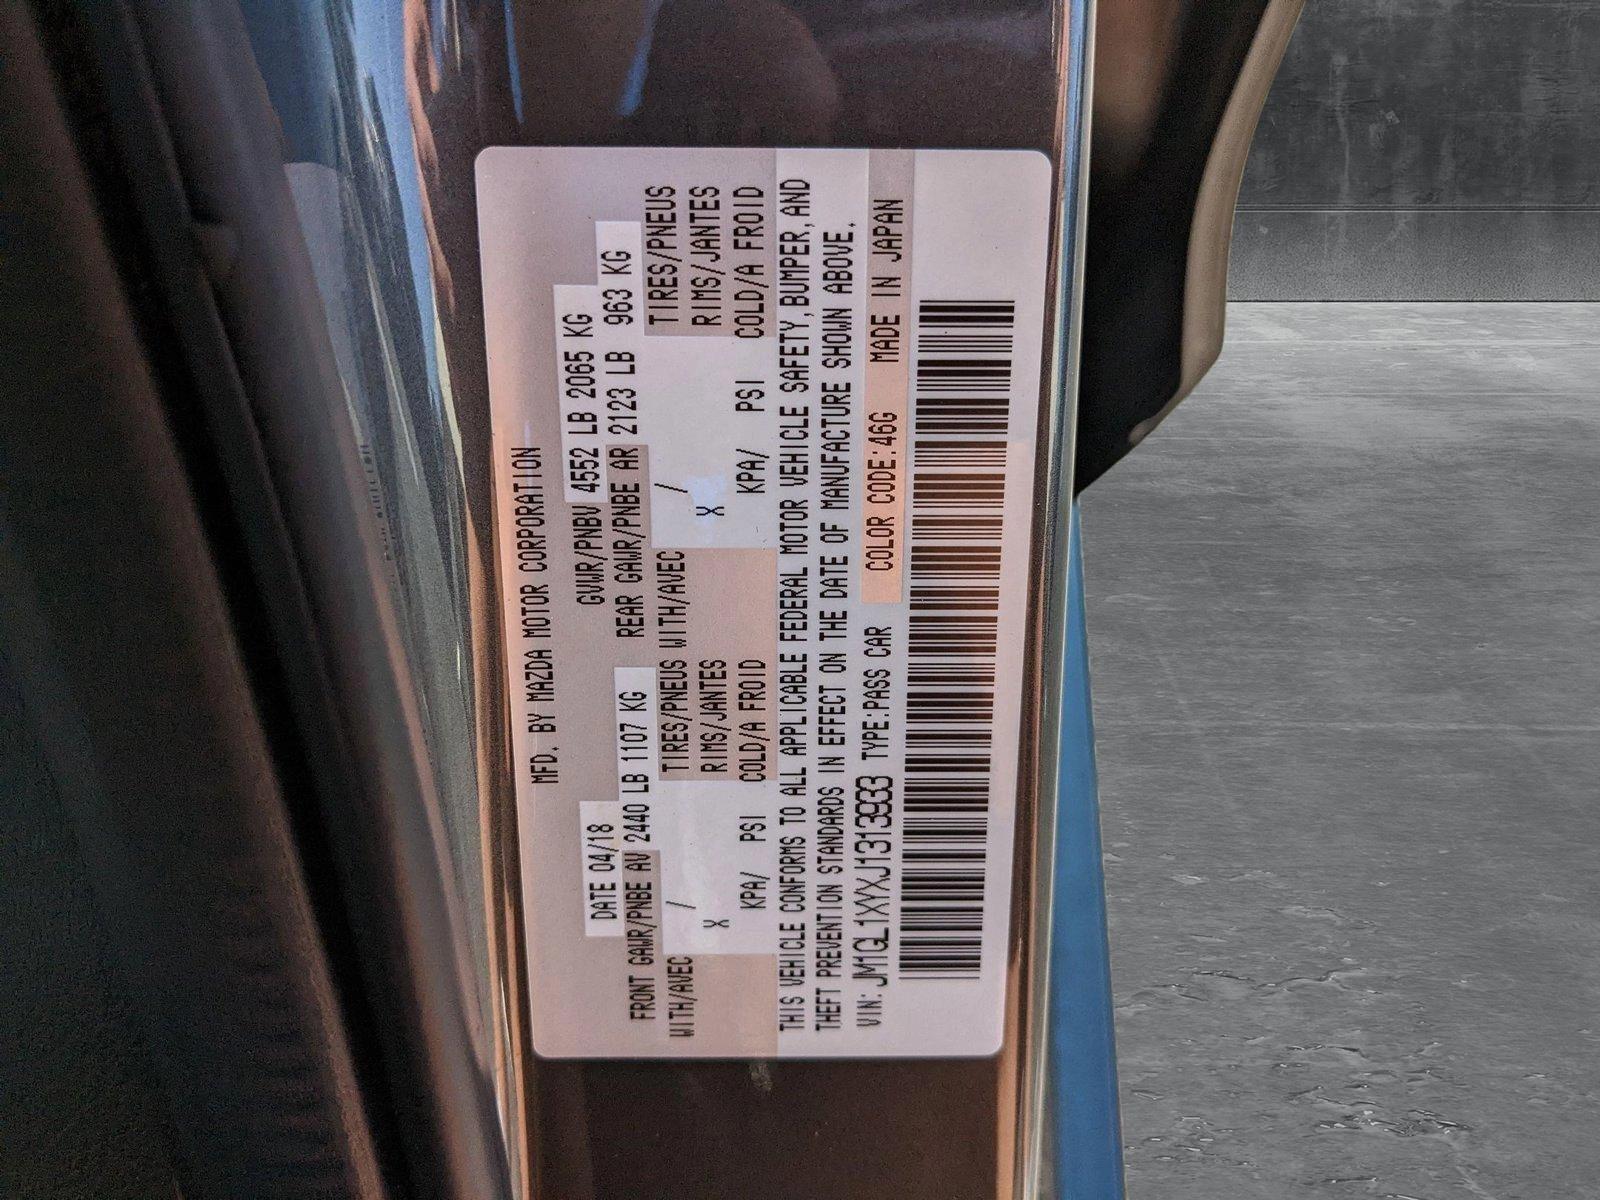 MFD. BY MAZDA MOTOR CORPORATION
DATE 04/18 GVWR/PNBV 4552 LB 2065 KG
FRONT GAWR/PNBE AV 2440 LB 1107 KG REAR GAWR/PNBE AR 2123 LB 963 KG
WITH/AVEC / TIRES/PNEUS WITH/AVEC / TIRES/PNEUS
X RIMS/JANTES X RIMS/JANTES
KPA/ PSI COLD/A FROID KPA/ PSI COLD/A FROID
THIS VEHICLE CONFORMS TO ALL APPLICABLE FEDERAL MOTOR VEHICLE SAFETY,BUMPER,AND
THEFT PREVENTION STANDARDS IN EFFECT ON THE DATE OF MANUFACTURE SHOWN ABOVE.
VIN: JM1GL1XYXJ1313933 TYPE:PASS CAR COLOR CODE:46G MADE IN JAPAN